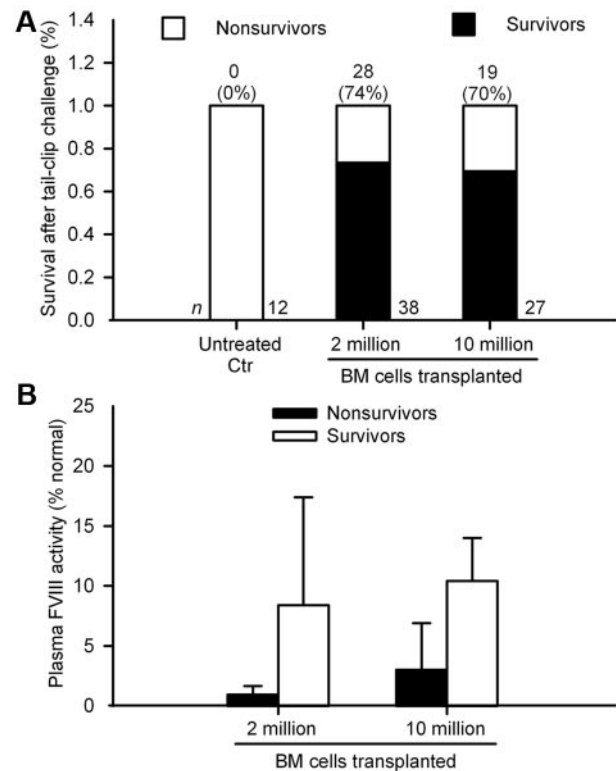 A
Nonsurvivors
Survivors
Survival after tail-clip challenge (%)
1.4
1.2
1.0
0.8
0.6
0.4
0.2
0.0
0
(0%)
28
(74%)
19
(70%)
n
12
38
27
Untreated
Ctr
2 million
10 million
BM cells transplanted
B
Nonsurvivors
Survivors
Plasma FVIII activity (% normal)
25
20
15
10
5
0
2 million
10 million
BM cells transplanted